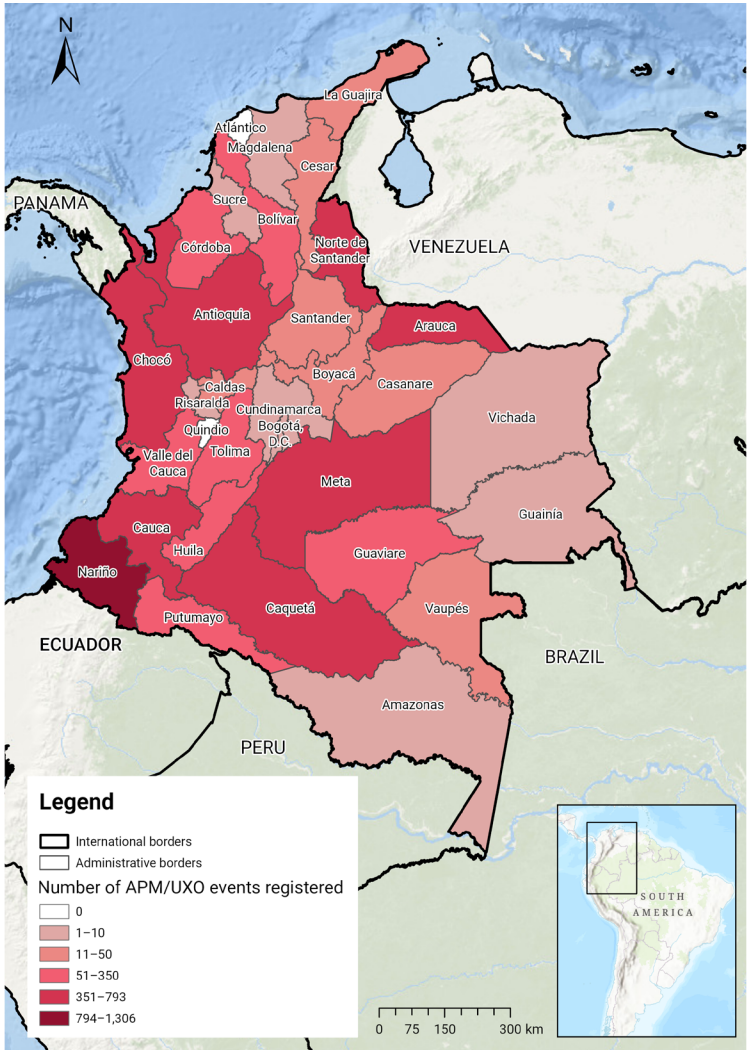 N
La Guajira
Atlántico
Magdalena
Cesar
PANAMA
Sucre
Bolívar
Norte de
Santander
VENEZUELA
Córdoba
Antioquia
Santander
Arauca
Chocó
Boyacá
Caldas
Casanare
Risaralda
Cundinamarca
Vichada
Quindio
Bogotá,
D.C.
Tolima
Valle del
Cauca
Meta
Guainía
Cauca
Huila
Guaviare
Nariño
Caquetá
Vaupés
Putumayo
ECUADOR
BRAZIL
Amazonas
PERU
Legend
International borders
Administrative borders
Number of APM/UXO events registered
0
1–10
11–50
51–350
351–793
794–1,306
0 75 150 300 km
SOUTH
AMERICA